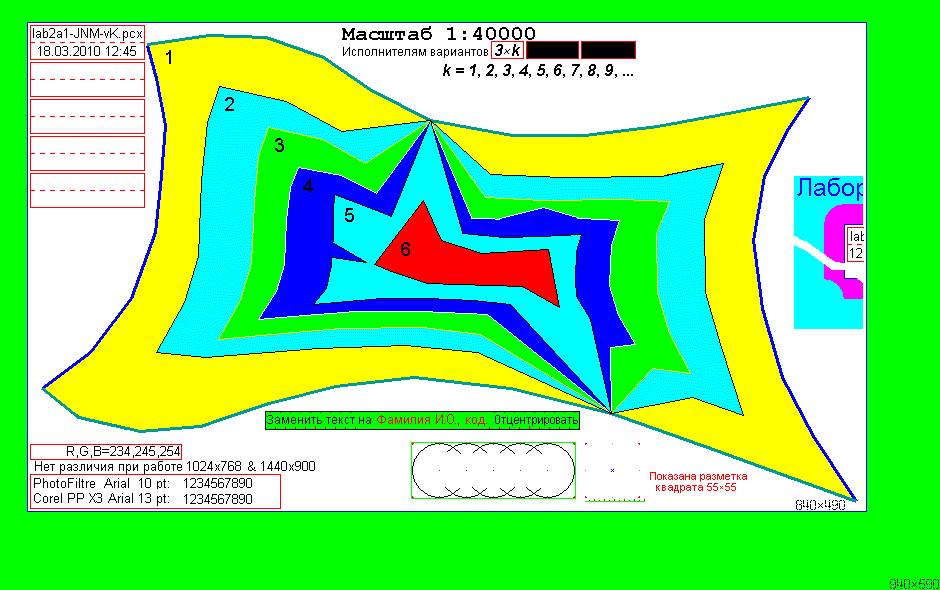 lab2a1-JNM-vK.pcx
18.03.2010 12:45
Масштаб 1:40000
Исполнителям вариантов 3×k
k = 1, 2, 3, 4, 5, 6, 7, 8, 9, ...
1
2
3
4
5
6
Лабор
lab
12
Заменить текст на Фамилия И.О., код. Отцентрировать
R,G,B=234,245,254
Нет различия при работе 1024x768 & 1440x900
PhotoFiltre Arial 10 pt: 1234567890
Corel PP X3 Arial 13 pt: 1234567890
Показана разметка
квадрата 55×55
840×490
940×590